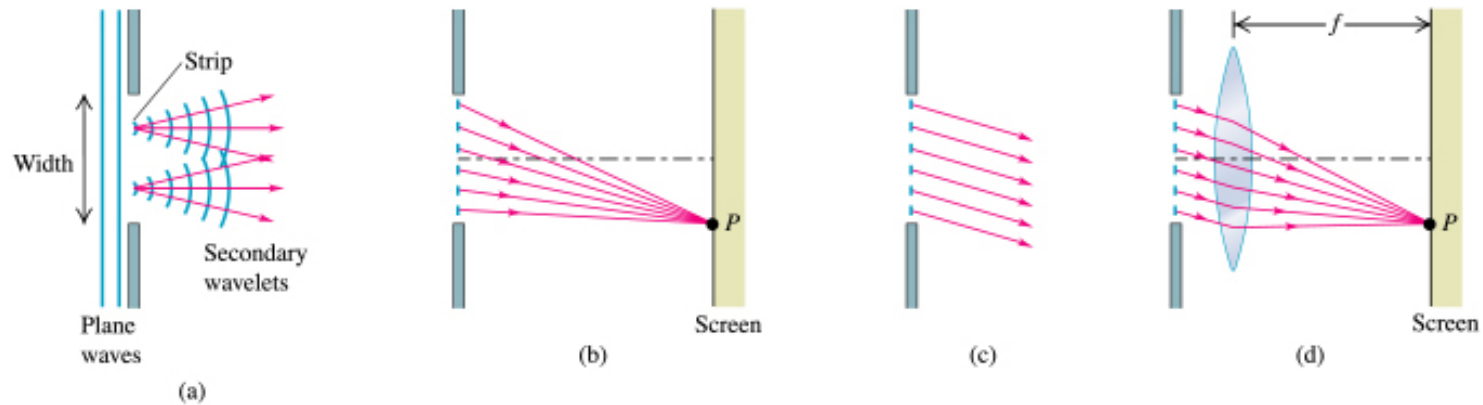 Strip
Width
Secondary
wavelets
Plane
waves
(a)
P
Screen
(b)
(c)
f
P
Screen
(d)